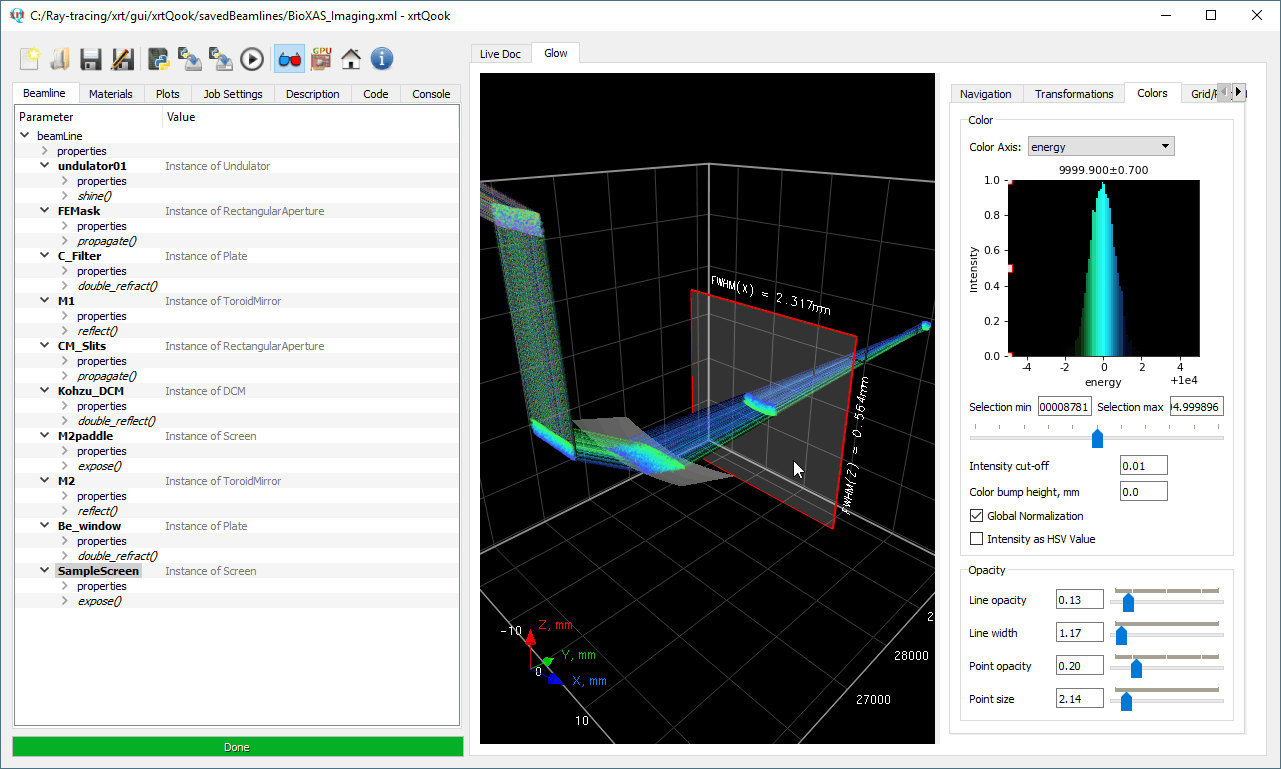 C:/Ray-tracing/xrt/gui/xrtQook/savedBeamlines/BioXAS_Imaging.xml - xrtQook
GPU
Live Doc Glow
Beamline Materials Plots Job Settings Description Code Console
Parameter Value
beamLine
properties
undulator01 Instance of Undulator
properties
shine()
FEMask Instance of RectangularAperture
properties
propagate()
C_Filter Instance of Plate
properties
double_refract()
M1 Instance of ToroidMirror
properties
reflect()
CM_Slits Instance of RectangularAperture
properties
propagate()
Kohzu_DCM Instance of DCM
properties
double_reflect()
M2paddle Instance of Screen
properties
expose()
M2 Instance of ToroidMirror
properties
reflect()
Be_window Instance of Plate
properties
double_refract()
SampleScreen Instance of Screen
properties
expose()
Done
FWHM(X) = 2.317mm
FWHM(Z) = 0.564mm
-10
Z, mm
Y, mm
0
X, mm
10
27000
28000
2
Navigation Transformations Colors
Color
Color Axis: energy
9999.900±0.700
1.0
0.8
0.6
0.4
0.2
0.0
Intensity
-4 -2 0 2 4
energy +1e4
Selection min 00008781 Selection max 4.999896
Intensity cut-off 0.01
Color bump height, mm 0.0
Global Normalization
Intensity as HSV Value
Opacity
Line opacity 0.13
Line width 1.17
Point opacity 0.20
Point size 2.14